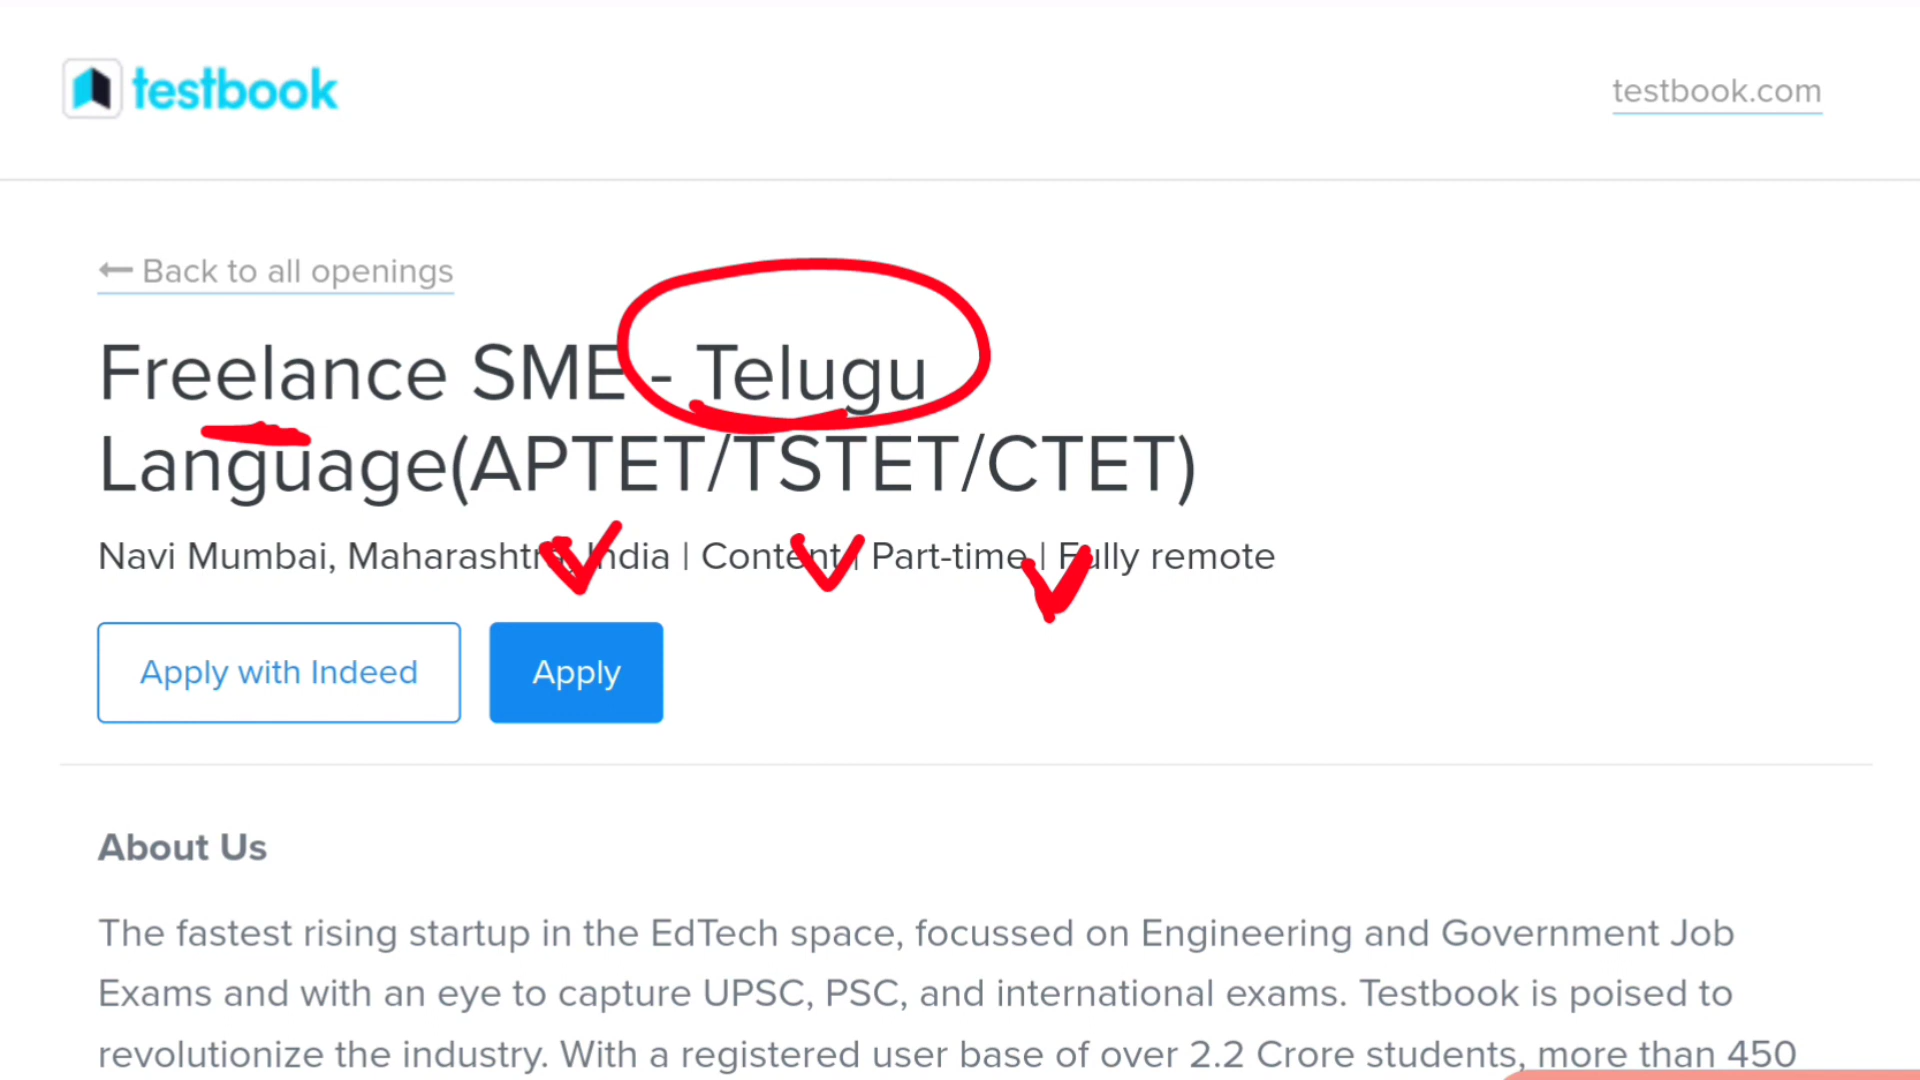 testbook
testbook.com
Back to all openings
Freelance SME - Telugu
Language(APTET/TSTET/CTET)
Navi Mumbai, Maharashtra, India | Content | Part-time | Fully remote
Apply with Indeed
Apply
About Us
The fastest rising startup in the EdTech space, focussed on Engineering and Government Job
Exams and with an eye to capture UPSC, PSC, and international exams. Testbook is poised to
revolutionize the industry. With a registered user base of over 2.2 Crore students, more than 450